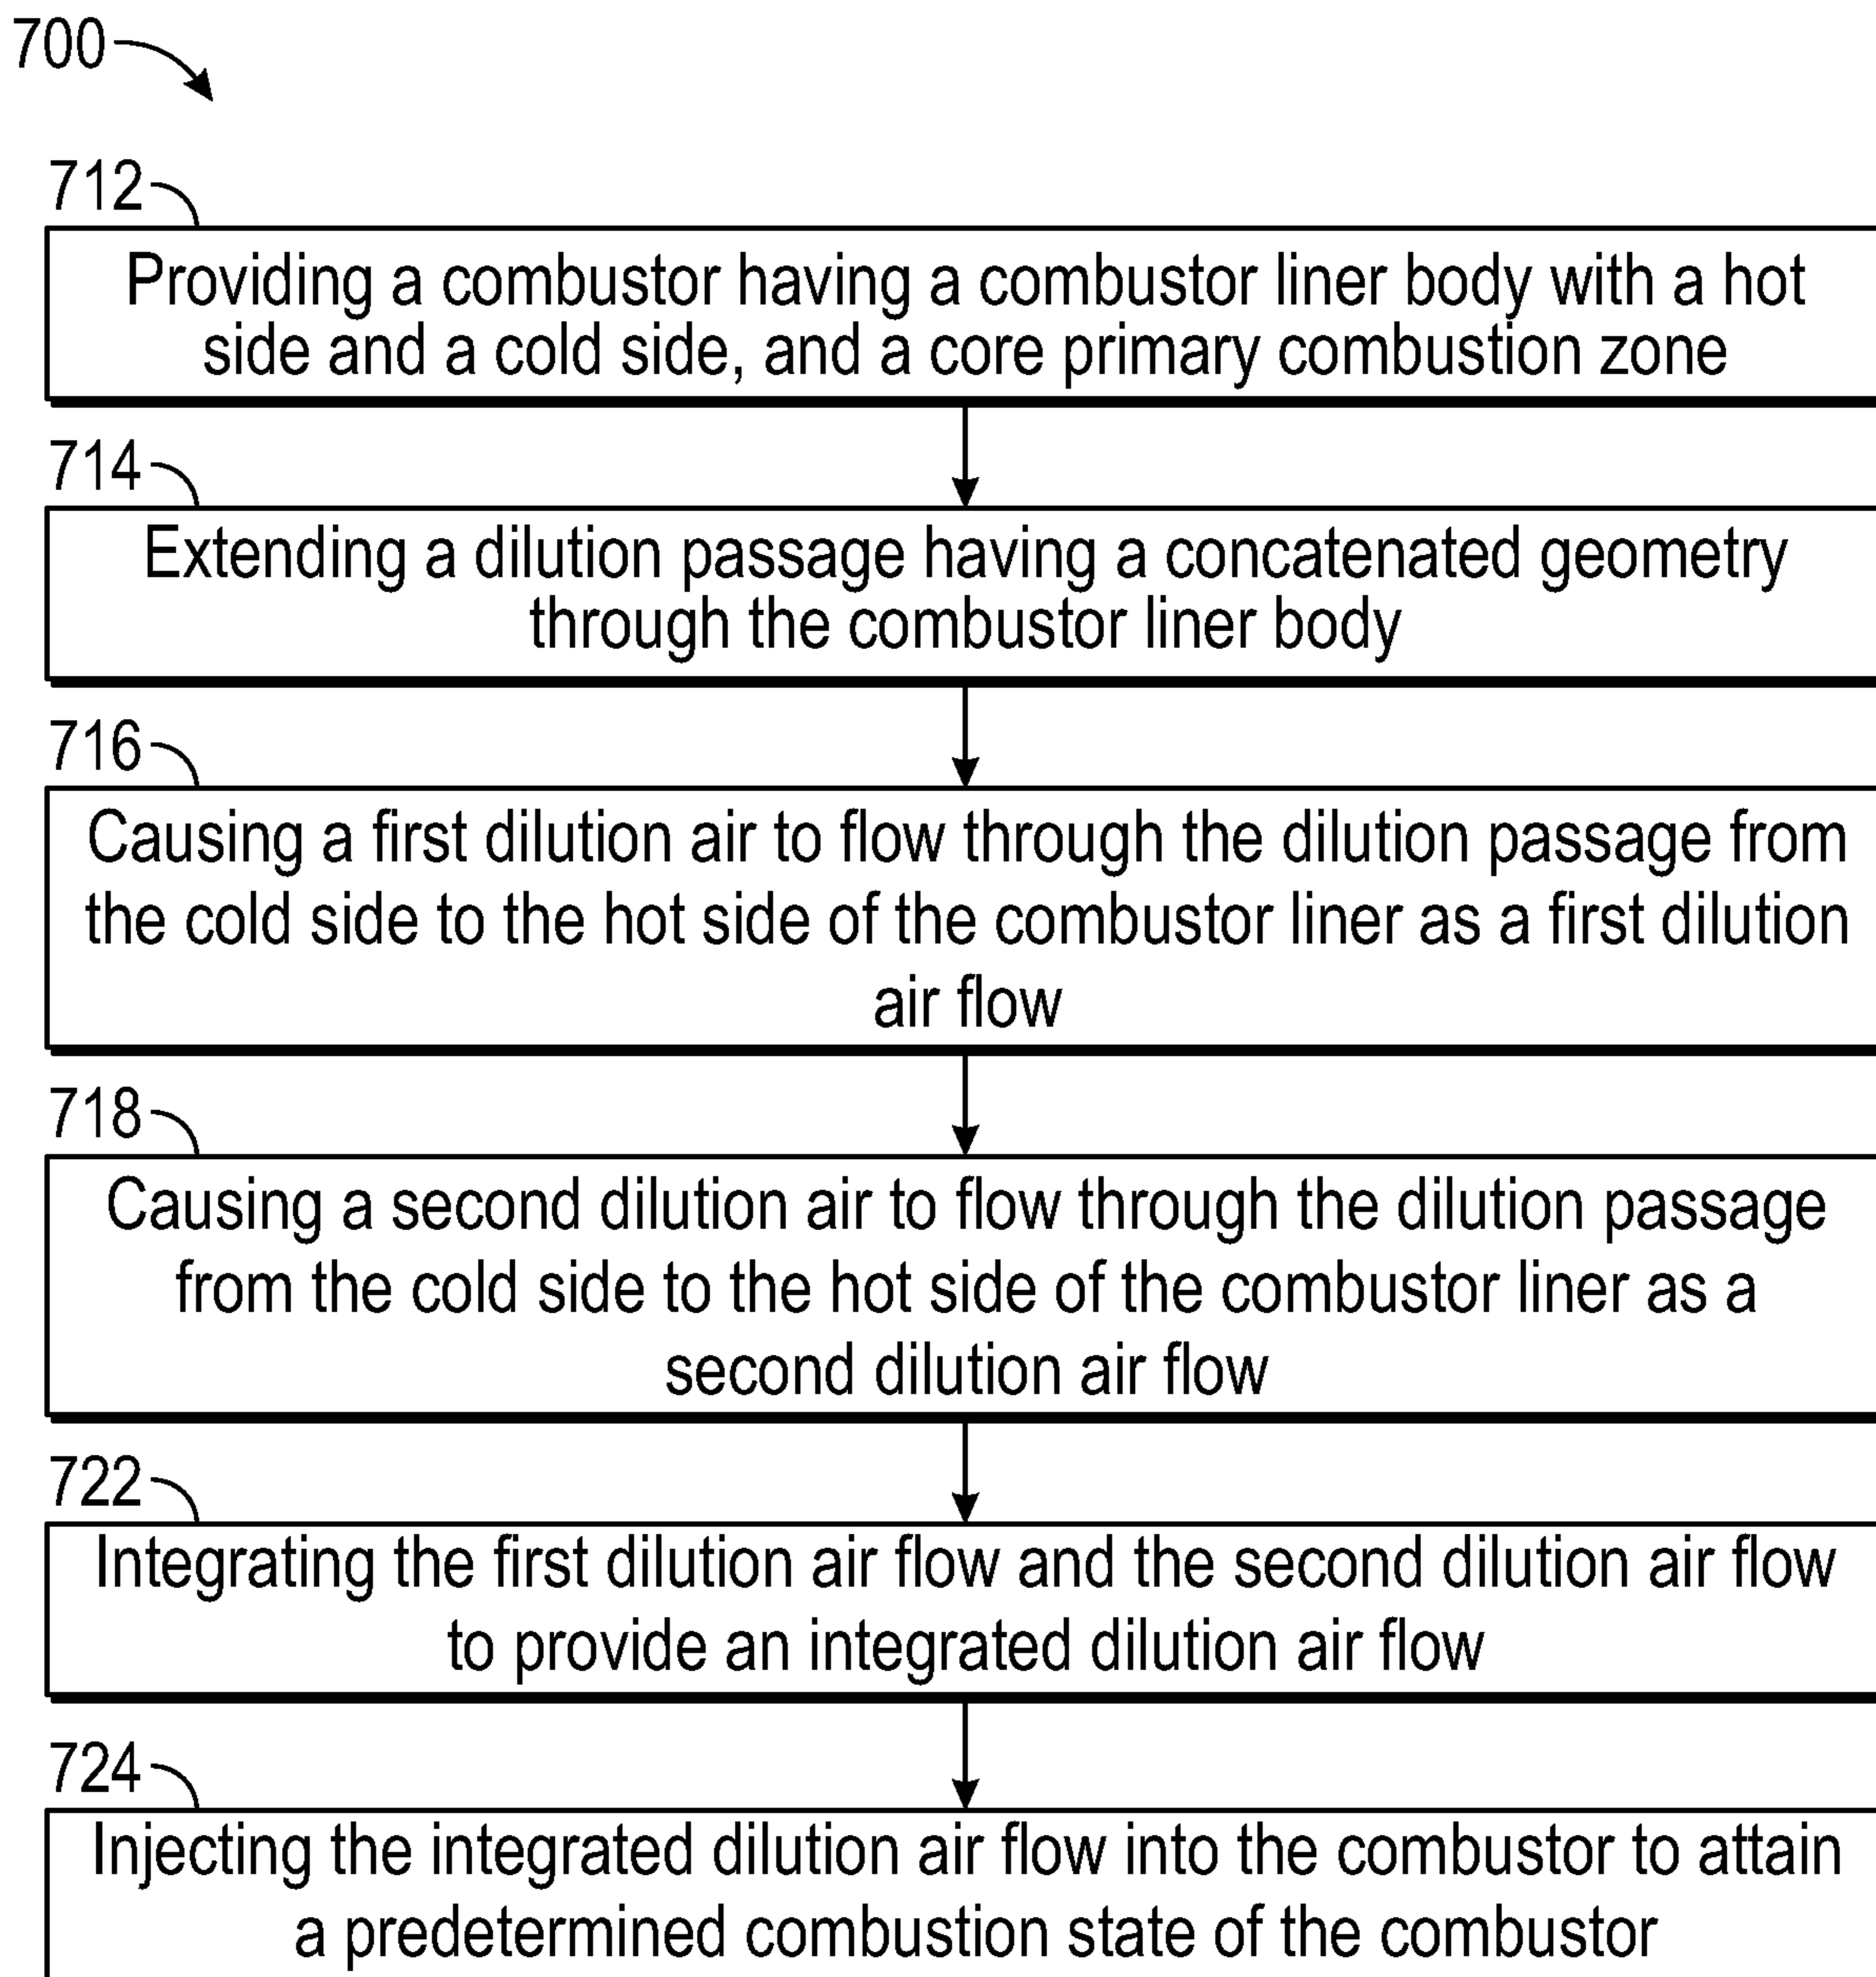 700
712
Providing a combustor having a combustor liner body with a hot
side and a cold side, and a core primary combustion zone
714
Extending a dilution passage having a concatenated geometry
through the combustor liner body
716
Causing a first dilution air to flow through the dilution passage from
the cold side to the hot side of the combustor liner as a first dilution
air flow
718
Causing a second dilution air to flow through the dilution passage
from the cold side to the hot side of the combustor liner as a
second dilution air flow
722
Integrating the first dilution air flow and the second dilution air flow
to provide an integrated dilution air flow
724
Injecting the integrated dilution air flow into the combustor to attain
a predetermined combustion state of the combustor